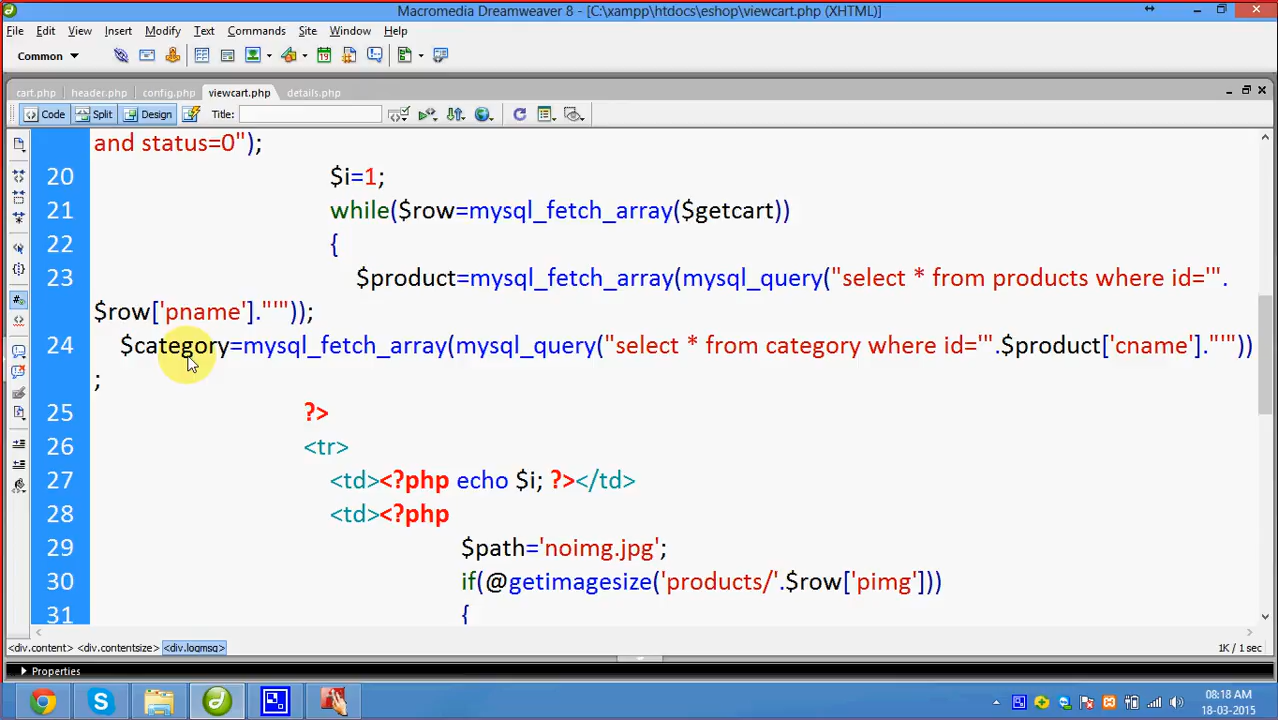 Macromedia Dreamweaver 8 - [C:\xampp\htdocs\eshop\viewcart.php (XHTML)]
File Edit View Insert Modify Text Commands Site Window Help
Common
cart.php header.php config.php viewcart.php details.php
Code Split Design Title:
and status=0");
20 $i=1;
21 while($row=mysql_fetch_array($getcart))
22 {
23 $product=mysql_fetch_array(mysql_query("select * from products where id='".
$row['pname']."'"));
24 $category=mysql_fetch_array(mysql_query("select * from category where id='".$product['cname']."'"))
;
25 ?>
26 <tr>
27 <td><?php echo $i; ?></td>
28 <td><?php
29 $path='noimg.jpg';
30 if(@getimagesize('products/'.$row['pimg']))
31 {
<div.content> <div.contentsize> <div.logmsg> 1K / 1 sec
Properties
08:18 AM
18-03-2015